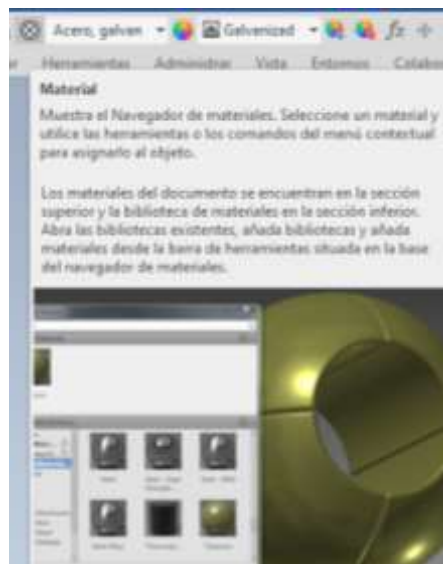 Acero, galvan Galvanized fx
Herramientas Administrar Vista Entornos Colabor
Material
Muestra el Navegador de materiales. Seleccione un material y
utilice las herramientas o los comandos del menú contextual
para asignarlo al objeto.
Los materiales del documento se encuentran en la sección
superior y la biblioteca de materiales en la sección inferior.
Abra las bibliotecas existentes, añada bibliotecas y añada
materiales desde la barra de herramientas situada en la base
del navegador de materiales.